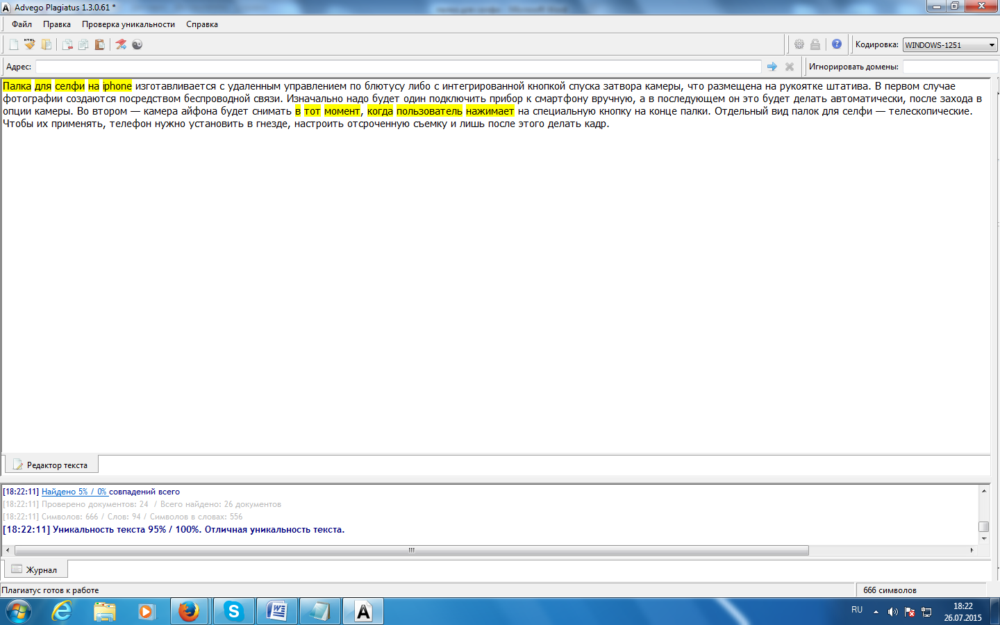 Advego Plagiatus 1.3.0.61 *
Файл Правка Проверка уникальности Справка
HTML Кодировка: WINDOWS-1251
Адрес: Игнорировать домены:
Палка для селфи на iphone изготавливается с удаленным управлением по блютусу либо с интегрированной кнопкой спуска затвора камеры, что размещена на рукоятке штатива. В первом случае
фотографии создаются посредством беспроводной связи. Изначально надо будет один подключить прибор к смартфону вручную, а в последующем он это будет делать автоматически, после захода в
опции камеры. Во втором — камера айфона будет снимать в тот момент, когда пользователь нажимает на специальную кнопку на конце палки. Отдельный вид палок для селфи — телескопические.
Чтобы их применять, телефон нужно установить в гнезде, настроить отсроченную съемку и лишь после этого делать кадр.
Редактор текста
[18:22:11] Найдено 5% / 0% совпадений всего
[18:22:11] Проверено документов: 24 / Всего найдено: 26 документов
[18:22:11] Символов: 666 / Слов: 94 / Символов в словах: 556
[18:22:11] Уникальность текста 95% / 100%. Отличная уникальность текста.
Журнал
Плагиатус готов к работе 666 символов
RU 18:22
26.07.2015